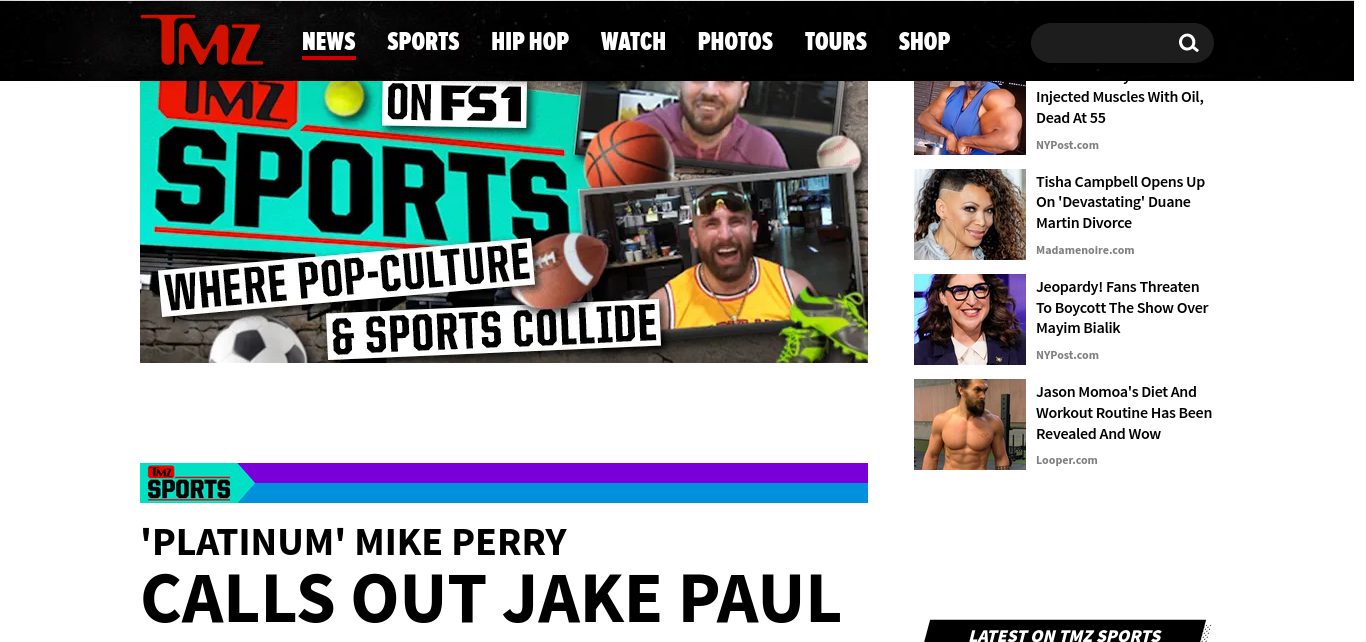 TMZ
NEWS SPORTS HIP HOP WATCH PHOTOS TOURS SHOP
TMZ
ON FS1
SPORTS
WHERE POP-CULTURE
& SPORTS COLLIDE
Injected Muscles With Oil,
Dead At 55
NYPost.com
Tisha Campbell Opens Up
On 'Devastating' Duane
Martin Divorce
Madamenoire.com
Jeopardy! Fans Threaten
To Boycott The Show Over
Mayim Bialik
NYPost.com
Jason Momoa's Diet And
Workout Routine Has Been
Revealed And Wow
Looper.com
TMZ
SPORTS
'PLATINUM' MIKE PERRY
CALLS OUT JAKE PAUL
LATEST ON TMZ SPORTS